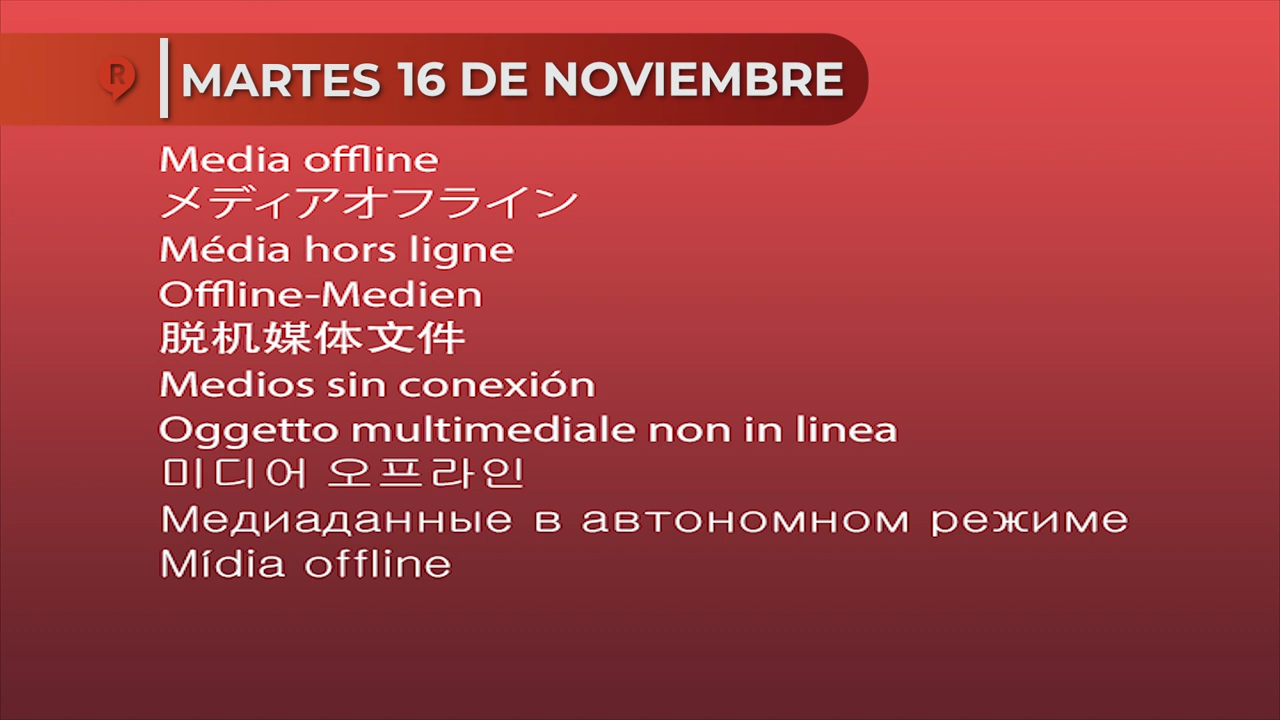 R
MARTES 16 DE NOVIEMBRE
Media offline
メディアオフライン
Média hors ligne
Offline-Medien
脱机媒体文件
Medios sin conexión
Oggetto multimediale non in linea
미디어 오프라인
Медиаданные в автономном режиме
Mídia offline